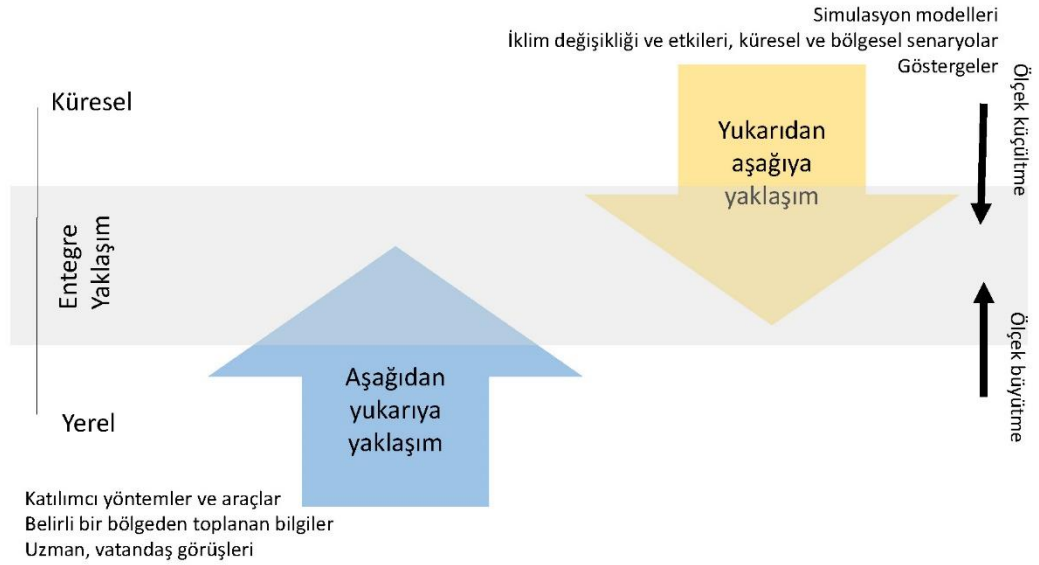 Simulasyon modelleri
İklim değişikliği ve etkileri, küresel ve bölgesel senaryolar
Göstergeler
Küresel
Yukarıdan
aşağıya
yaklaşım
Ölçek küçültme
Entegre
Yaklaşım
Aşağıdan
yukarıya
yaklaşım
Ölçek büyütme
Yerel
Katılımcı yöntemler ve araçlar
Belirli bir bölgeden toplanan bilgiler
Uzman, vatandaş görüşleri